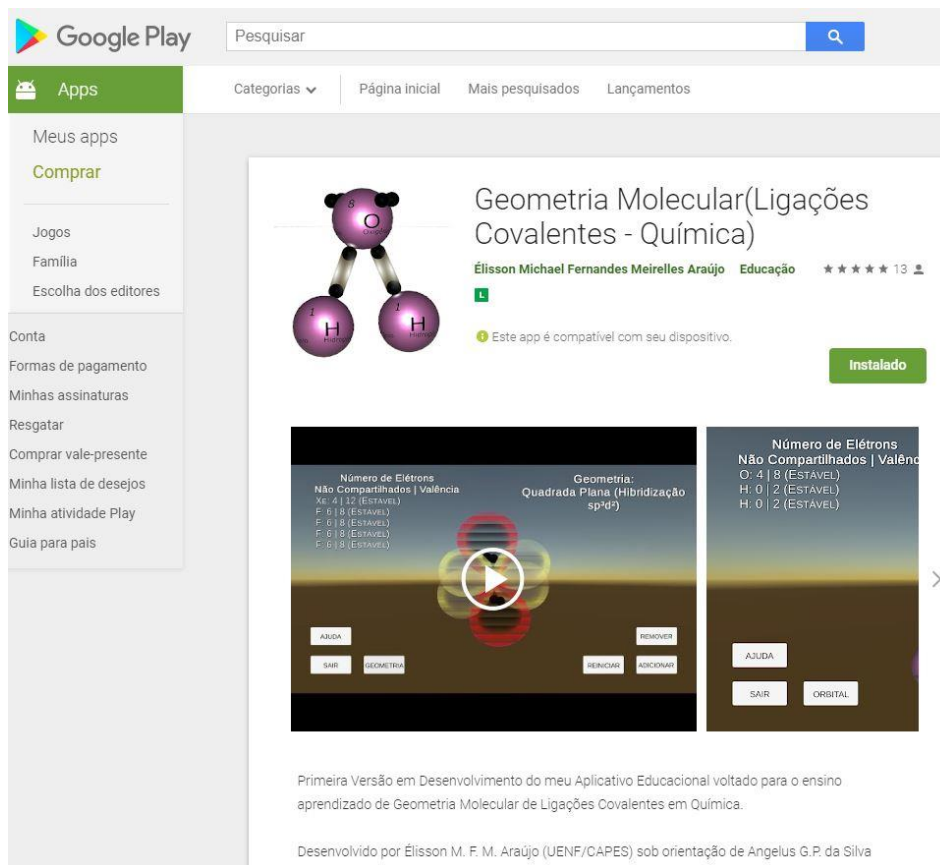 Google Play
Pesquisar
Apps
Categorias
Página inicial
Mais pesquisados
Lançamentos
Meus apps
Comprar
Jogos
Família
Escolha dos editores
Conta
Formas de pagamento
Minhas assinaturas
Resgatar
Comprar vale-presente
Minha lista de desejos
Minha atividade Play
Guia para pais
8
O
1
H
1
H
Geometria Molecular(Ligações
Covalentes - Química)
Élisson Michael Fernandes Meirelles Araújo Educação 13
L
Este app é compatível com seu dispositivo.
Instalado
Número de Elétrons
Não Compartilhados | Valência
Xe: 4 | 12 (Estável)
F: 6 | 8 (Estável)
F: 6 | 8 (Estável)
F: 6 | 8 (Estável)
F: 6 | 8 (Estável)
Geometria:
Quadrada Plana (Hibridização
sp³d²)
AJUDA
SAIR
GEOMETRIA
REMOVER
REINICIAR
ADICIONAR
Número de Elétrons
Não Compartilhados | Valênc
O: 4 | 8 (Estável)
H: 0 | 2 (Estável)
H: 0 | 2 (Estável)
AJUDA
SAIR
ORBITAL
Primeira Versão em Desenvolvimento do meu Aplicativo Educacional voltado para o ensino
aprendizado de Geometria Molecular de Ligações Covalentes em Química.
Desenvolvido por Élisson M. F. M. Araújo (UENF/CAPES) sob orientação de Angelus G.P. da Silva